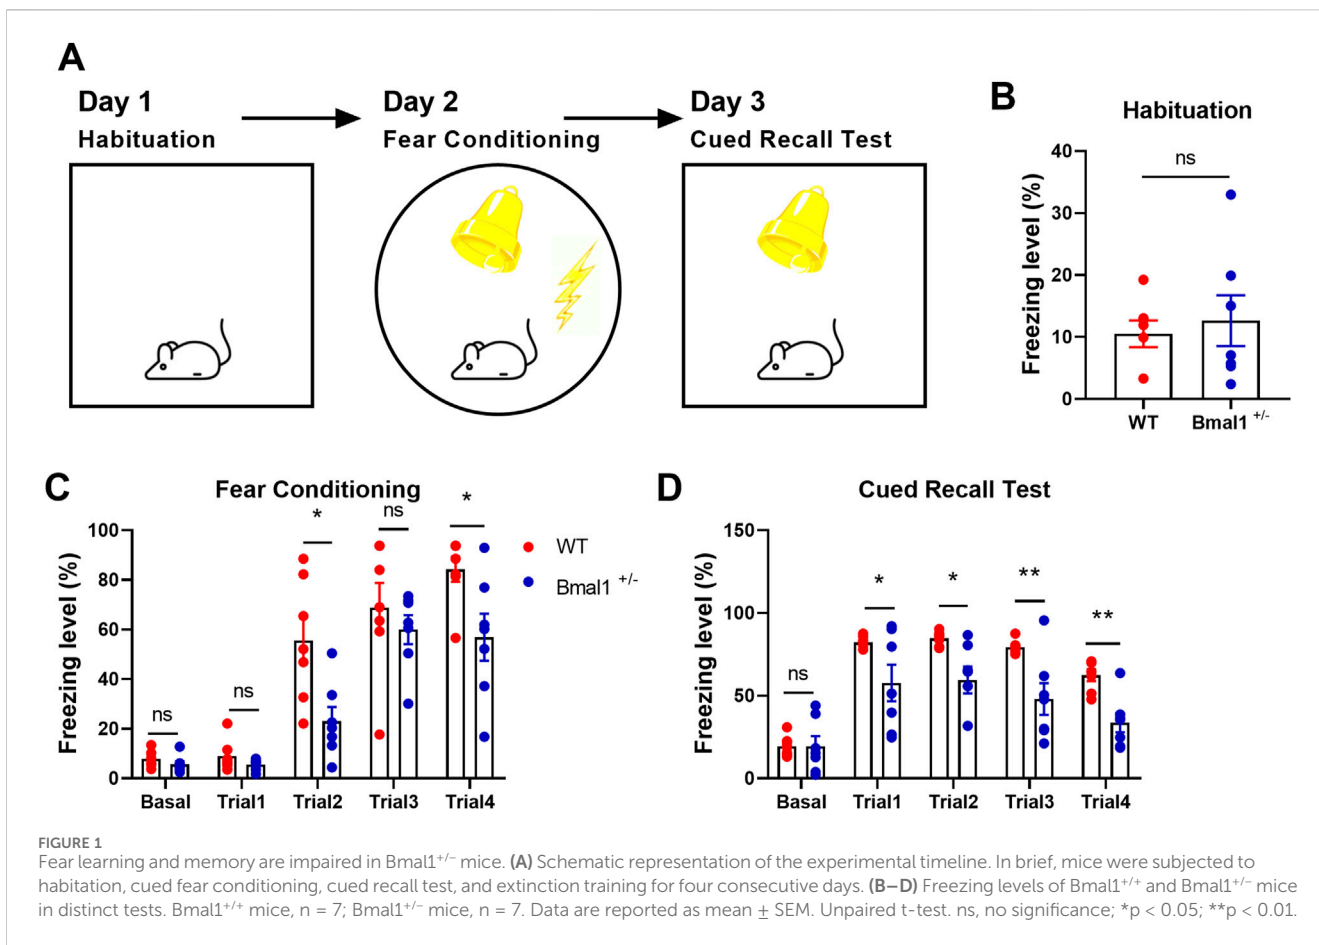 A
Day 1
Habituation
Day 2
Fear Conditioning
Day 3
Cued Recall Test
B
Habituation
Freezing level (%)
40
30
20
10
0
ns
WT
Bmal1 +/-
C
Fear Conditioning
Freezing level (%)
100
80
60
40
20
0
ns
ns
*
ns
*
Basal
Trial1
Trial2
Trial3
Trial4
WT
Bmal1 +/-
D
Cued Recall Test
Freezing level (%)
150
100
50
0
ns
*
*
**
**
Basal
Trial1
Trial2
Trial3
Trial4
FIGURE 1
Fear learning and memory are impaired in Bmal1+/− mice. (A) Schematic representation of the experimental timeline. In brief, mice were subjected to
habitation, cued fear conditioning, cued recall test, and extinction training for four consecutive days. (B–D) Freezing levels of Bmal1+/+ and Bmal1+/− mice
in distinct tests. Bmal1+/+ mice, n = 7; Bmal1+/− mice, n = 7. Data are reported as mean ± SEM. Unpaired t-test. ns, no significance; *p < 0.05; **p < 0.01.